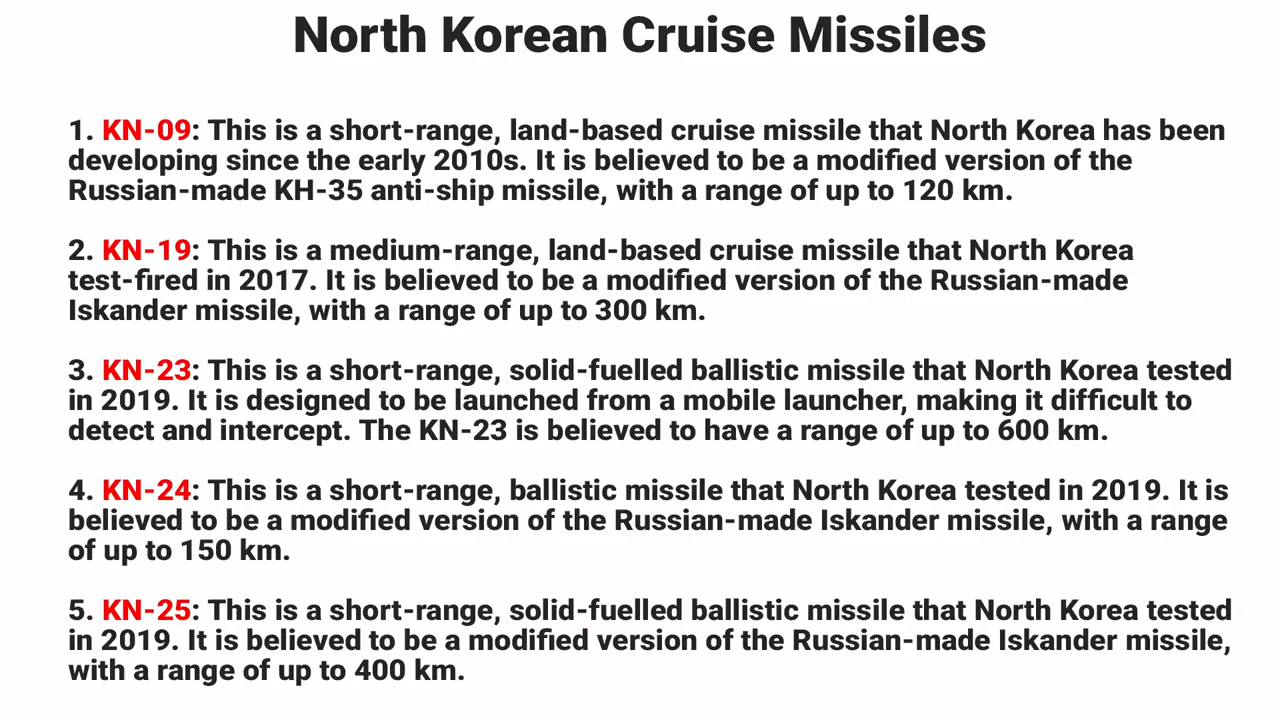 North Korean Cruise Missiles
1. KN-09: This is a short-range, land-based cruise missile that North Korea has been
developing since the early 2010s. It is believed to be a modified version of the
Russian-made KH-35 anti-ship missile, with a range of up to 120 km.
2. KN-19: This is a medium-range, land-based cruise missile that North Korea
test-fired in 2017. It is believed to be a modified version of the Russian-made
Iskander missile, with a range of up to 300 km.
3. KN-23: This is a short-range, solid-fuelled ballistic missile that North Korea tested
in 2019. It is designed to be launched from a mobile launcher, making it difficult to
detect and intercept. The KN-23 is believed to have a range of up to 600 km.
4. KN-24: This is a short-range, ballistic missile that North Korea tested in 2019. It is
believed to be a modified version of the Russian-made Iskander missile, with a range
of up to 150 km.
5. KN-25: This is a short-range, solid-fuelled ballistic missile that North Korea tested
in 2019. It is believed to be a modified version of the Russian-made Iskander missile,
with a range of up to 400 km.